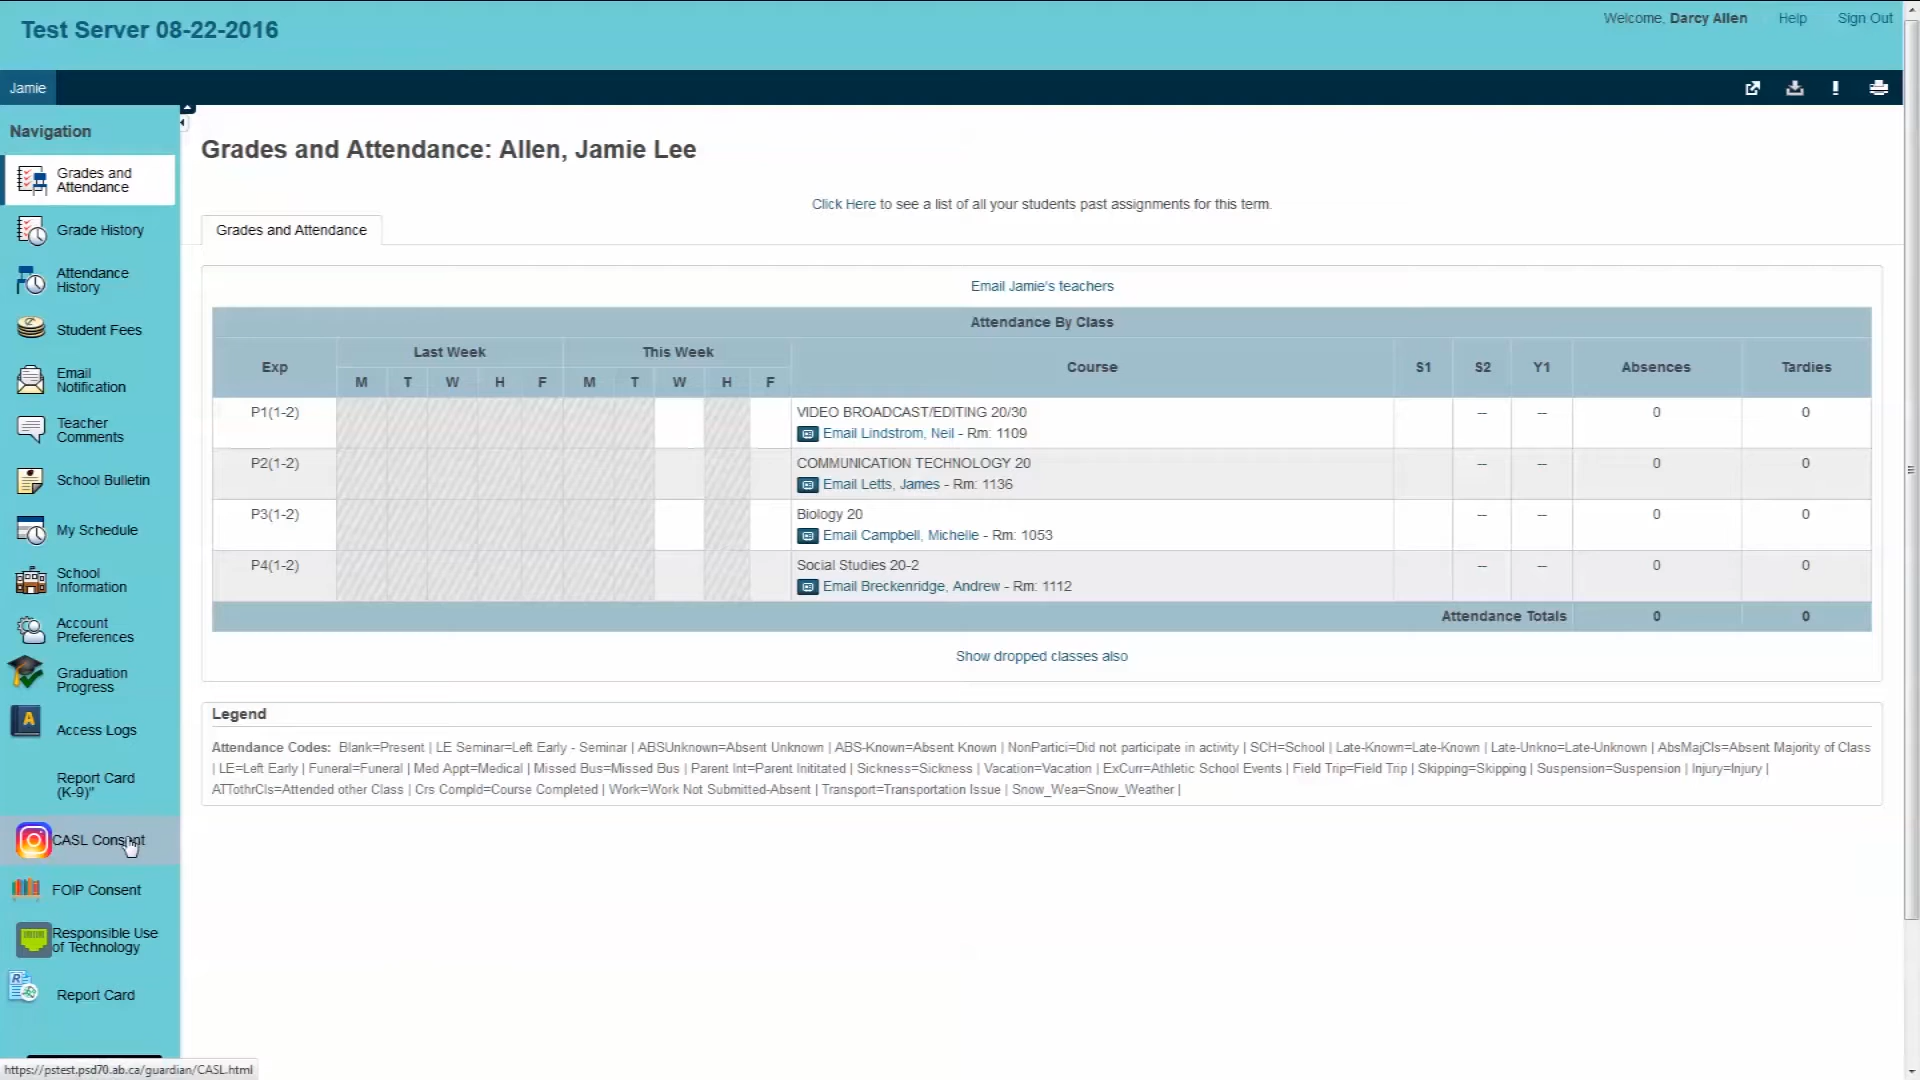 Test Server 08-22-2016
Welcome, Darcy Allen Help Sign Out
Jamie
Navigation
Grades and
Attendance
Grade History
Attendance
History
Student Fees
Email
Notification
Teacher
Comments
School Bulletin
My Schedule
School
Information
Account
Preferences
Graduation
Progress
A
Access Logs
Report Card
(K-9)"
CASL Consent
FOIP Consent
Responsible Use
of Technology
Report Card
Grades and Attendance: Allen, Jamie Lee
Click Here to see a list of all your students past assignments for this term.
Grades and Attendance
Email Jamie's teachers
Attendance By Class
Exp Last Week This Week Course S1 S2 Y1 Absences Tardies
M T W H F M T W H F
P1(1-2) VIDEO BROADCAST/EDITING 20/30 -- -- 0 0
Email Lindstrom, Neil - Rm: 1109
P2(1-2) COMMUNICATION TECHNOLOGY 20 -- -- 0 0
Email Letts, James - Rm: 1136
P3(1-2) Biology 20 -- -- 0 0
Email Campbell, Michelle - Rm: 1053
P4(1-2) Social Studies 20-2 -- -- 0 0
Email Breckenridge, Andrew - Rm: 1112
Attendance Totals 0 0
Show dropped classes also
Legend
Attendance Codes: Blank=Present | LE Seminar=Left Early - Seminar | ABSUnknown=Absent Unknown | ABS-Known=Absent Known | NonPartici=Did not participate in activity | SCH=School | Late-Known=Late-Known | Late-Unkno=Late-Unknown | AbsMajCls=Absent Majority of Class
| LE=Left Early | Funeral=Funeral | Med Appt=Medical | Missed Bus=Missed Bus | Parent Int=Parent Inititated | Sickness=Sickness | Vacation=Vacation | ExCurr=Athletic School Events | Field Trip=Field Trip | Skipping=Skipping | Suspension=Suspension | Injury=Injury |
ATTothrCls=Attended other Class | Crs Compld=Course Completed | Work=Work Not Submitted-Absent | Transport=Transportation Issue | Snow_Wea=Snow_Weather |
https://pstest.psd70.ab.ca/guardian/CASL.html